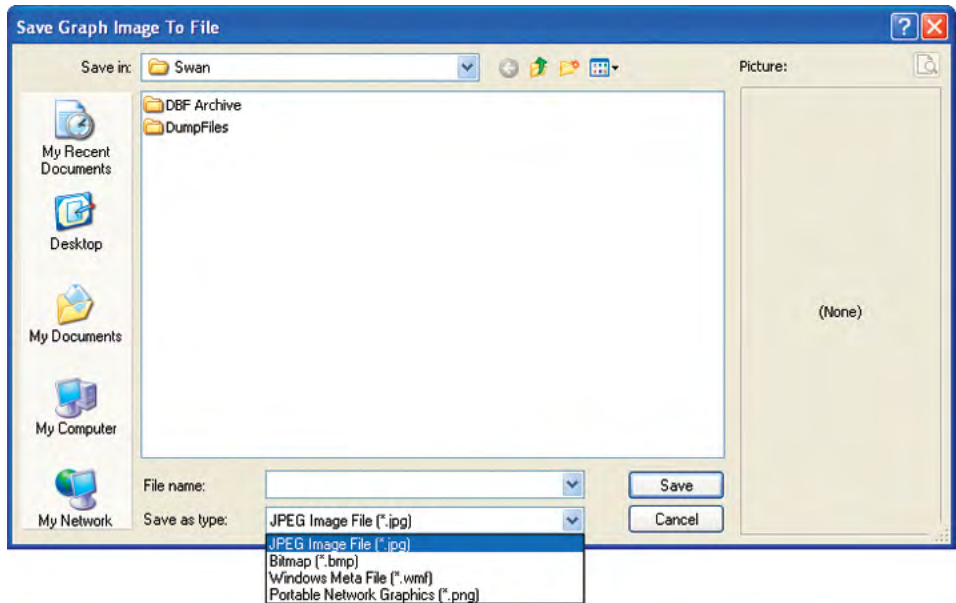 Save Graph Image To File
Save in:
Swan
Picture:
DBF Archive
DumpFiles
My Recent
Documents
Desktop
My Documents
My Computer
My Network
(None)
File name:
Save
Save as type:
JPEG Image File (*.jpg)
Cancel
JPEG Image File (*.jpg)
Bitmap (*.bmp)
Windows Meta File (*.wmf)
Portable Network Graphics (*.png)